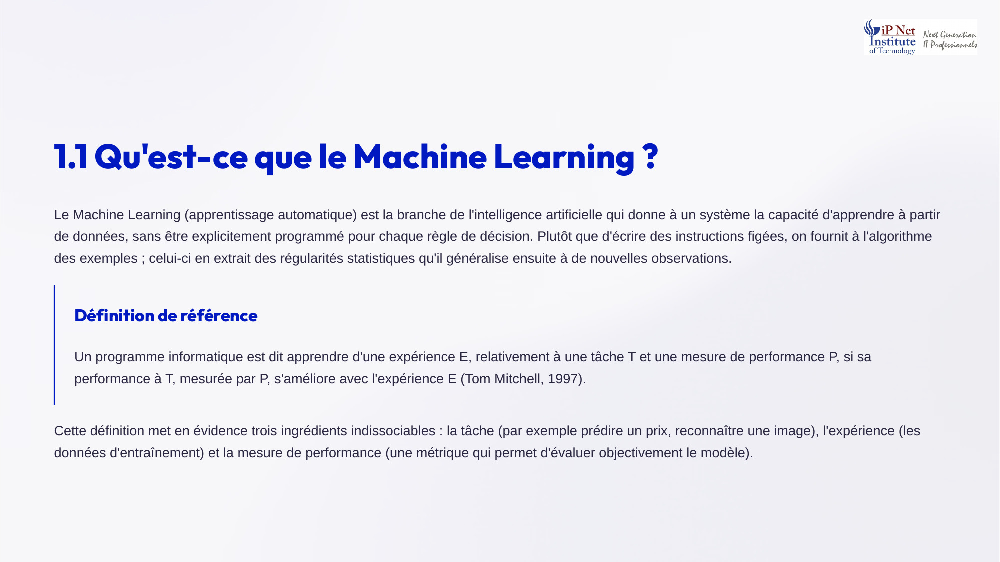 iP Net
Institute
of Technology
Next Generation
IT Professionnels
1.1 Qu'est-ce que le Machine Learning ?
Le Machine Learning (apprentissage automatique) est la branche de l'intelligence artificielle qui donne à un système la capacité d'apprendre à partir
de données, sans être explicitement programmé pour chaque règle de décision. Plutôt que d'écrire des instructions figées, on fournit à l'algorithme
des exemples ; celui-ci en extrait des régularités statistiques qu'il généralise ensuite à de nouvelles observations.
Définition de référence
Un programme informatique est dit apprendre d'une expérience E, relativement à une tâche T et une mesure de performance P, si sa
performance à T, mesurée par P, s'améliore avec l'expérience E (Tom Mitchell, 1997).
Cette définition met en évidence trois ingrédients indissociables : la tâche (par exemple prédire un prix, reconnaître une image), l'expérience (les
données d'entraînement) et la mesure de performance (une métrique qui permet d'évaluer objectivement le modèle).